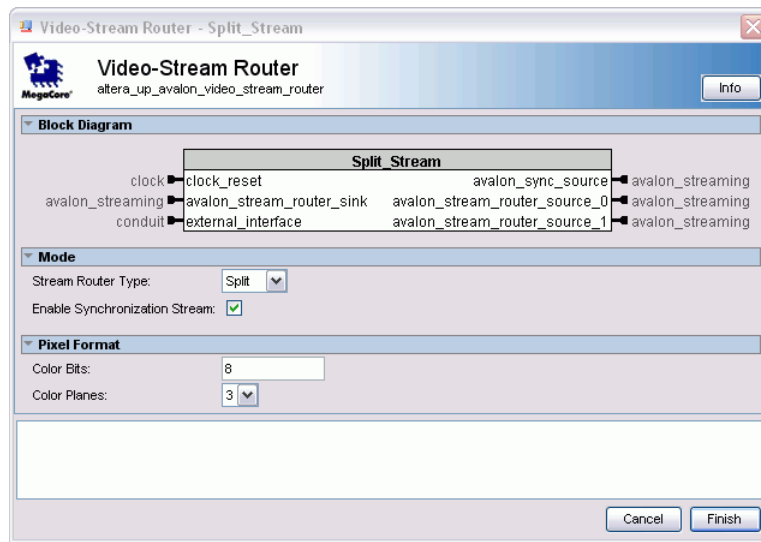 Video-Stream Router - Split_Stream
Video-Stream Router
altera_up_avalon_video_stream_router
MegaCore®
Info
Block Diagram
Split_Stream
clock clock_reset avalon_sync_source avalon_streaming
avalon_streaming avalon_stream_router_sink avalon_stream_router_source_0 avalon_streaming
conduit external_interface avalon_stream_router_source_1 avalon_streaming
Mode
Stream Router Type: Split
Enable Synchronization Stream:
Pixel Format
Color Bits: 8
Color Planes: 3
Cancel Finish